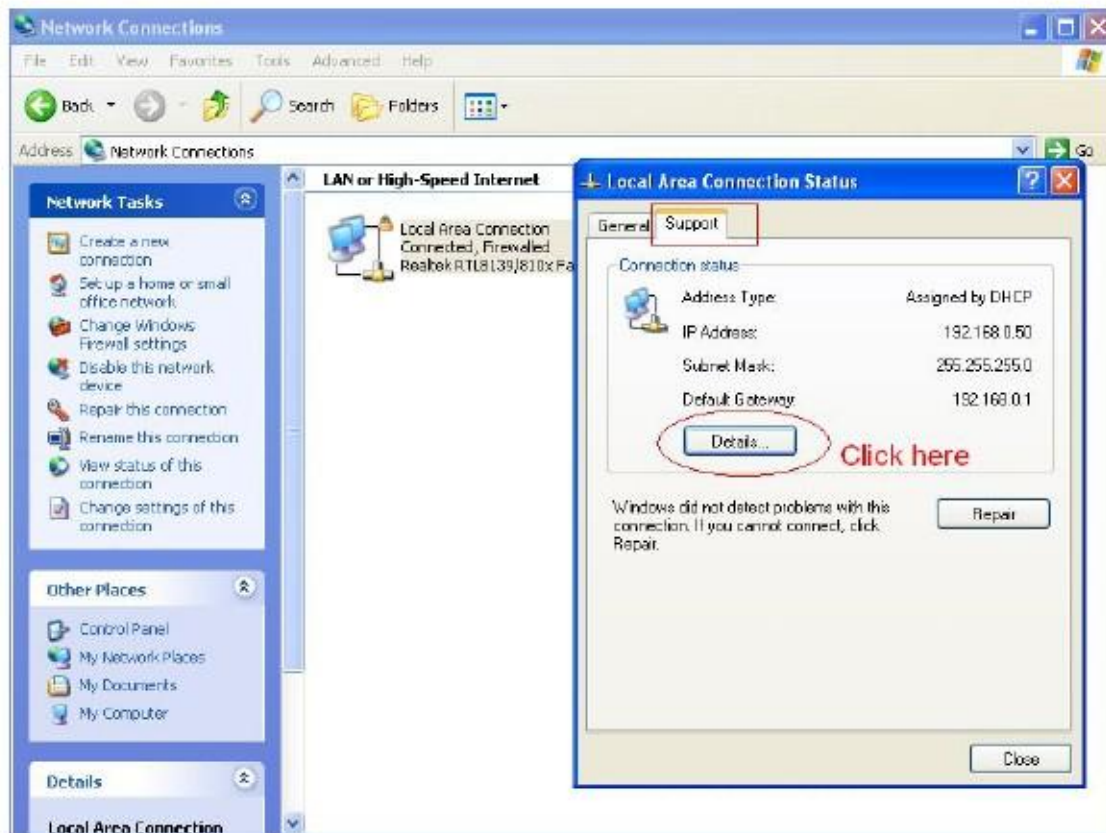 Network Connections
File Edit View Favorites Tools Advanced Help
Back Search Folders
Address Network Connections Go
Network Tasks
Create a new
connection
Set up a home or small
office network
Change Windows
Firewall settings
Disable this network
device
Repair this connection
Rename this connection
View status of this
connection
Change settings of this
connection
Other Places
Control Panel
My Network Places
My Documents
My Computer
Details
Local Area Connection
LAN or High-Speed Internet
Local Area Connection
Connected, Firewalled
Realtek RTL8139/810x Fa
Local Area Connection Status
General Support
Connection status
Address Type: Assigned by DHCP
IP Address: 192.168.0.50
Subnet Mask: 255.255.255.0
Default Gateway: 192.168.0.1
Details...
Click here
Windows did not detect problems with this
connection. If you cannot connect, click
Repair.
Repair
Close